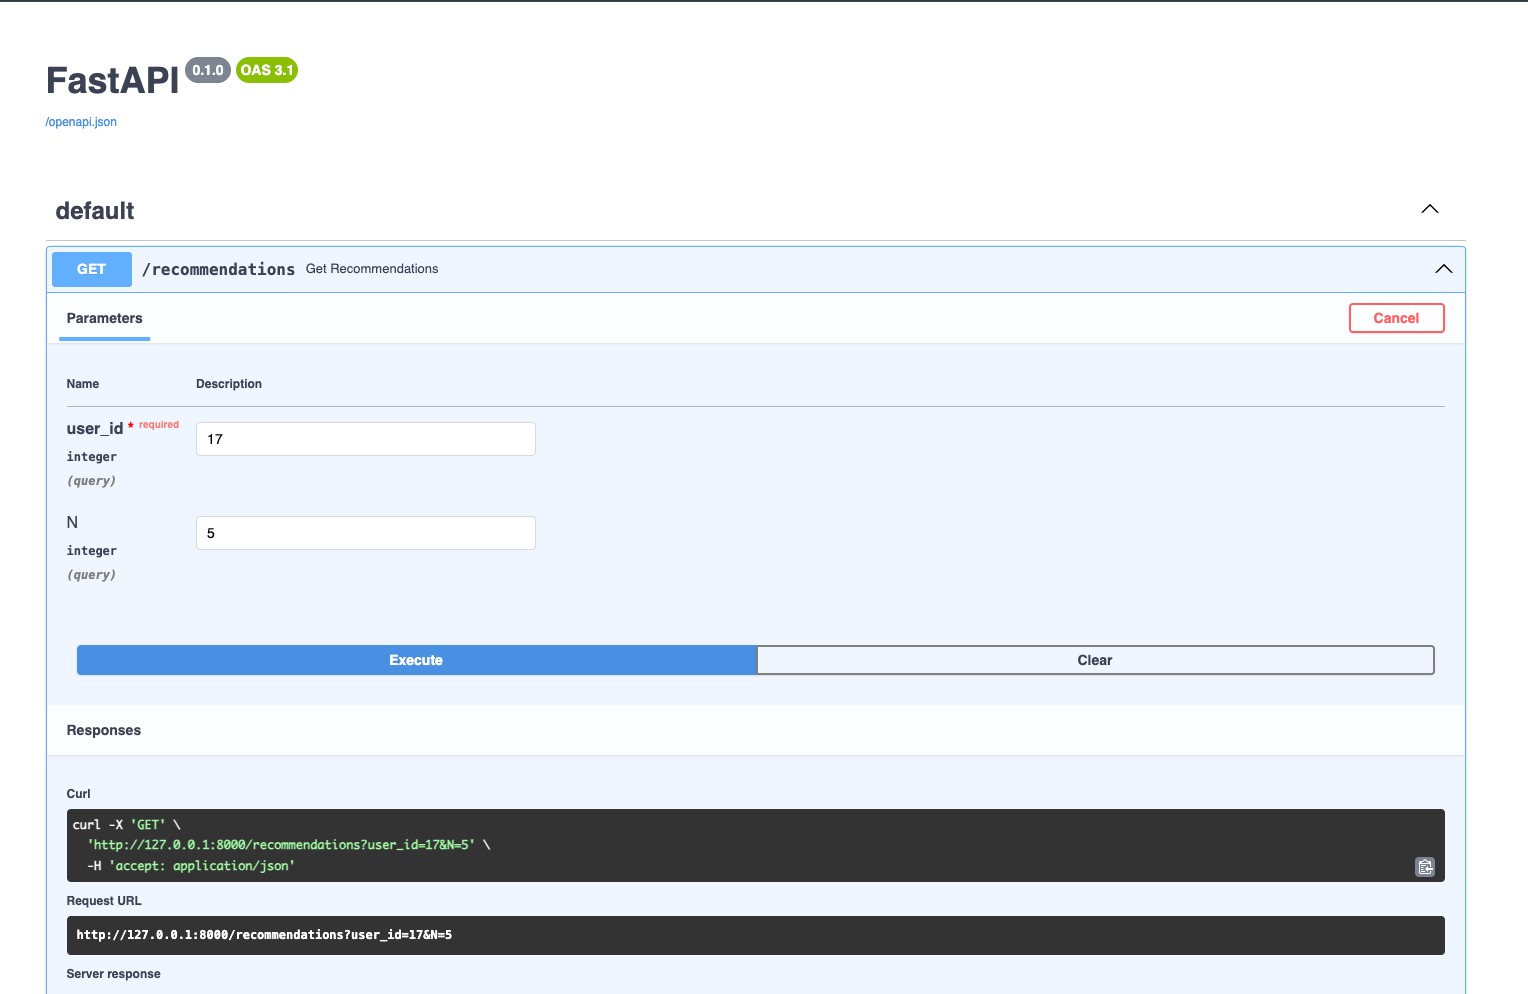 FastAPI 0.1.0 OAS 3.1
/openapi.json
default
GET /recommendations Get Recommendations
Parameters Cancel
Name Description
user_id * required 17
integer
(query)
N 5
integer
(query)
Execute Clear
Responses
Curl
curl -X 'GET' \
'http://127.0.0.1:8000/recommendations?user_id=17&N=5' \
-H 'accept: application/json'
Request URL
http://127.0.0.1:8000/recommendations?user_id=17&N=5
Server response